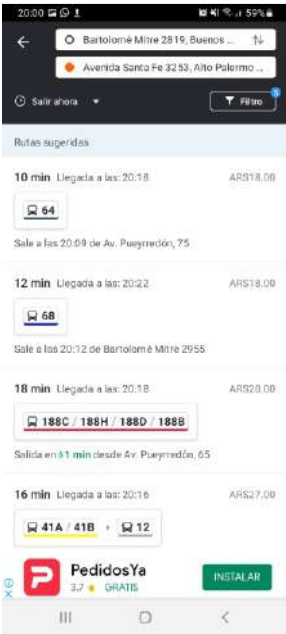 20:00 59%
Bartolomé Mitre 2819, Buenos ...
Avenida Santa Fe 3253, Alto Palermo ...
Salir ahora
Filtro
Rutas sugeridas
10 min Llegada a las: 20:18 ARS18.00
64
Sale a las 20:09 de Av. Pueyrredón, 75
12 min Llegada a las: 20:22 ARS18.00
68
Sale a las 20:12 de Bartolomé Mitre 2955
18 min Llegada a las: 20:18 ARS20.00
188C / 188H / 188D / 188B
Salida en 1 min desde Av. Pueyrredón, 65
16 min Llegada a las: 20:16 ARS27.00
41A / 41B 12
PedidosYa
3.7 GRATIS
INSTALAR